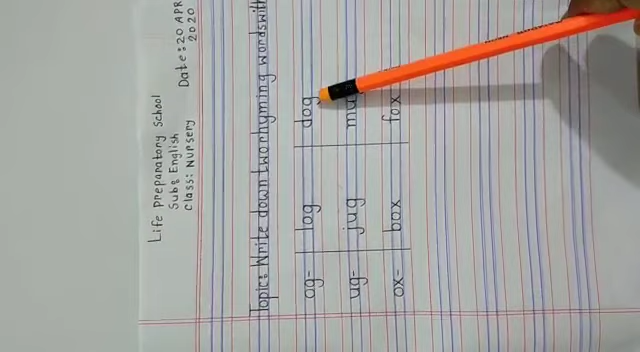 Life Preparatory School
Sub: English
Class: Nursery Date: 20 APR
2020
Topic: Write down two rhyming words with
og- log dog
ug- jug
ox- box fox